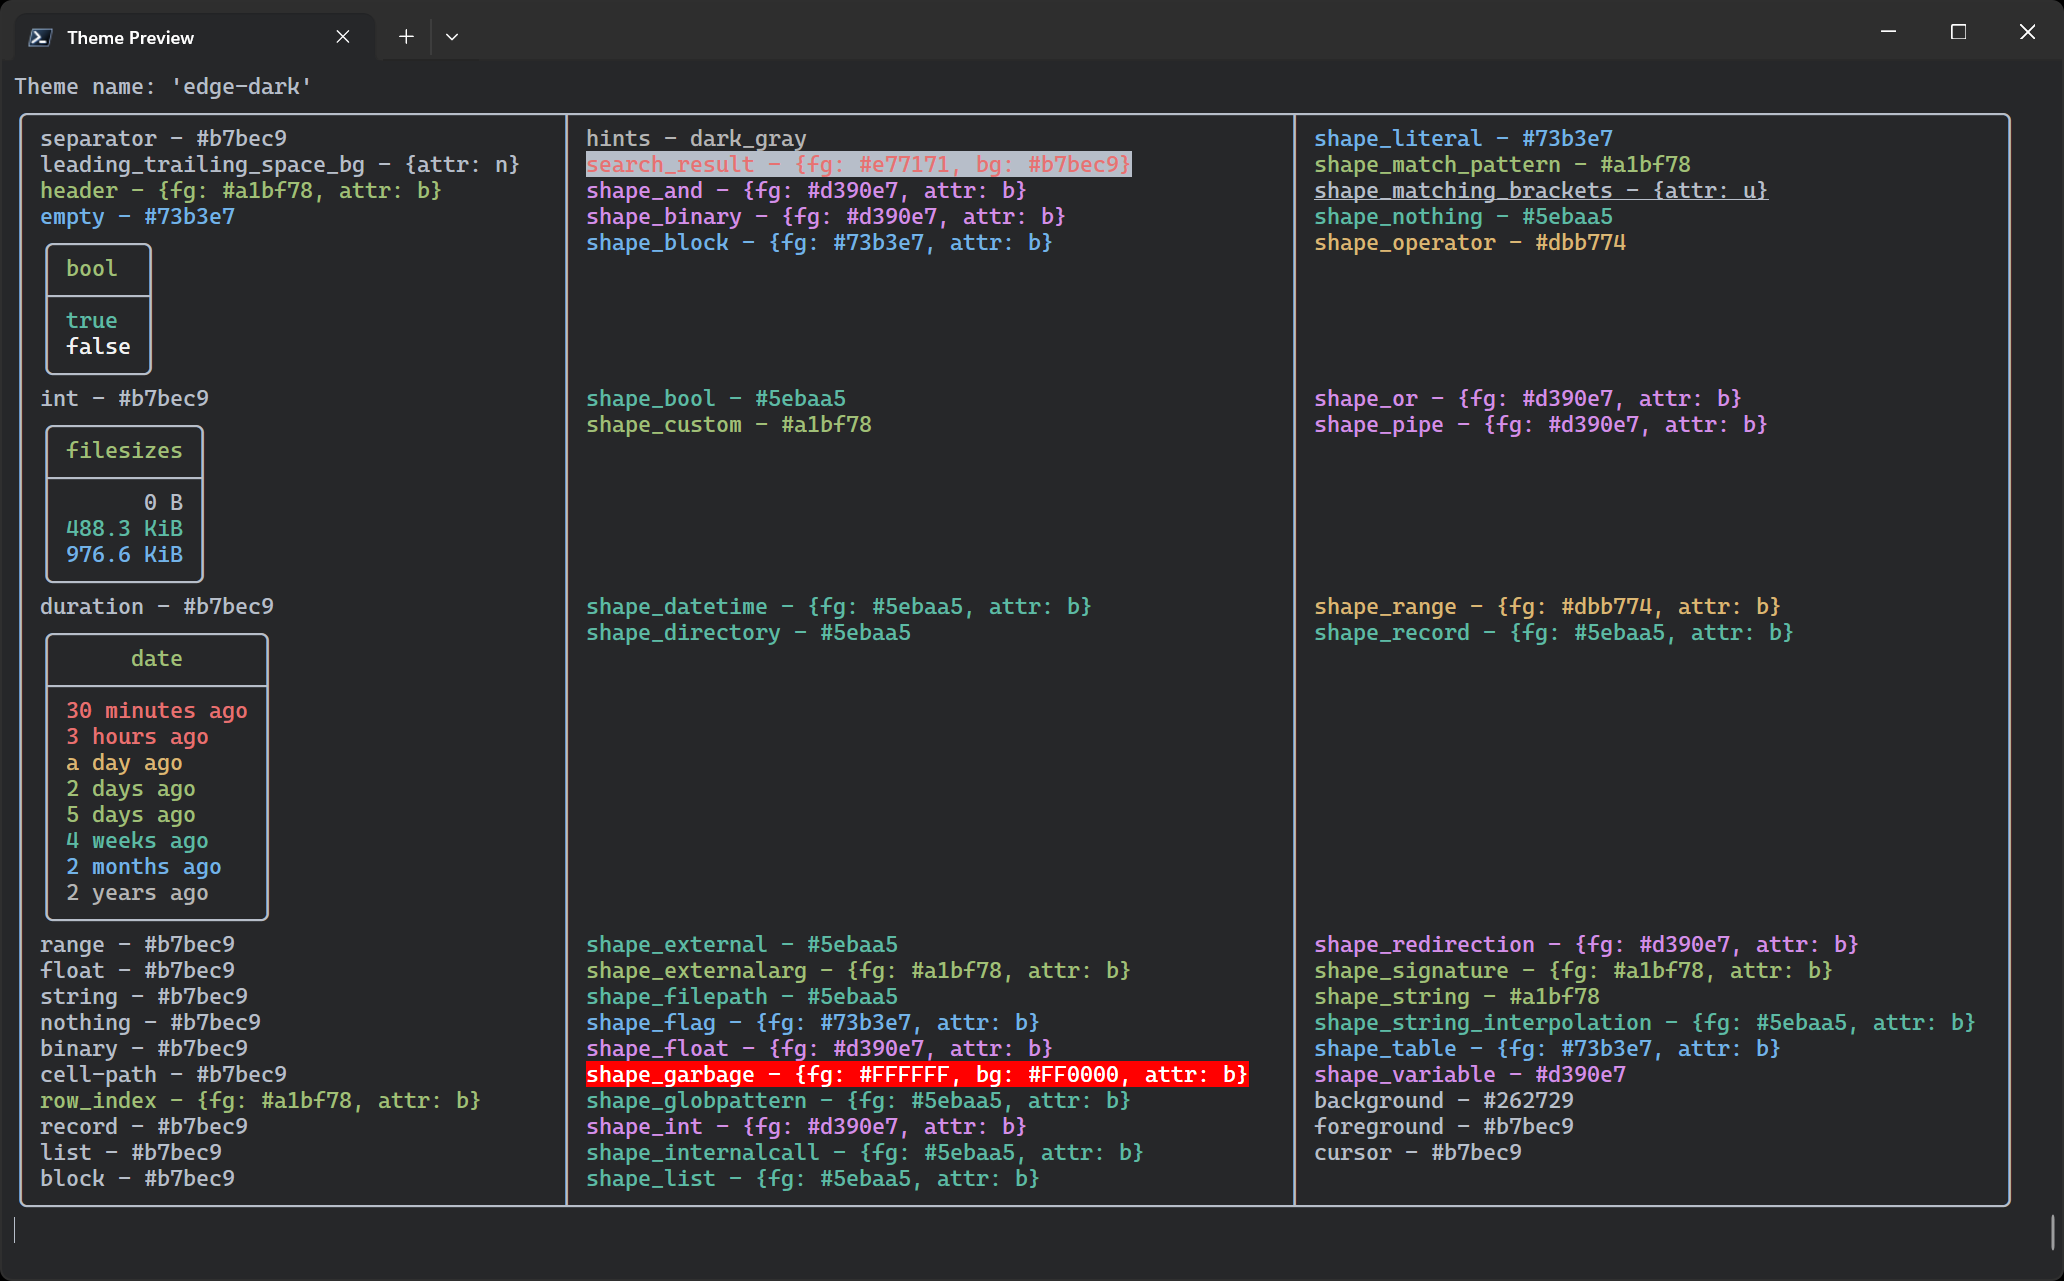 Theme Preview
Theme name: 'edge-dark'
separator - #b7bec9
leading_trailing_space_bg - {attr: n}
header - {fg: #a1bf78, attr: b}
empty - #73b3e7
bool
true
false
int - #b7bec9
filesizes
0 B
488.3 KiB
976.6 KiB
duration - #b7bec9
date
30 minutes ago
3 hours ago
a day ago
2 days ago
5 days ago
4 weeks ago
2 months ago
2 years ago
range - #b7bec9
float - #b7bec9
string - #b7bec9
nothing - #b7bec9
binary - #b7bec9
cell-path - #b7bec9
row_index - {fg: #a1bf78, attr: b}
record - #b7bec9
list - #b7bec9
block - #b7bec9
hints - dark_gray
search_result - {fg: #e77171, bg: #b7bec9}
shape_and - {fg: #d390e7, attr: b}
shape_binary - {fg: #d390e7, attr: b}
shape_block - {fg: #73b3e7, attr: b}
shape_bool - #5ebaa5
shape_custom - #a1bf78
shape_datetime - {fg: #5ebaa5, attr: b}
shape_directory - #5ebaa5
shape_external - #5ebaa5
shape_externalarg - {fg: #a1bf78, attr: b}
shape_filepath - #5ebaa5
shape_flag - {fg: #73b3e7, attr: b}
shape_float - {fg: #d390e7, attr: b}
shape_garbage - {fg: #FFFFFF, bg: #FF0000, attr: b}
shape_globpattern - {fg: #5ebaa5, attr: b}
shape_int - {fg: #d390e7, attr: b}
shape_internalcall - {fg: #5ebaa5, attr: b}
shape_list - {fg: #5ebaa5, attr: b}
shape_literal - #73b3e7
shape_match_pattern - #a1bf78
shape_matching_brackets - {attr: u}
shape_nothing - #5ebaa5
shape_operator - #dbb774
shape_or - {fg: #d390e7, attr: b}
shape_pipe - {fg: #d390e7, attr: b}
shape_range - {fg: #dbb774, attr: b}
shape_record - {fg: #5ebaa5, attr: b}
shape_redirection - {fg: #d390e7, attr: b}
shape_signature - {fg: #a1bf78, attr: b}
shape_string - #a1bf78
shape_string_interpolation - {fg: #5ebaa5, attr: b}
shape_table - {fg: #73b3e7, attr: b}
shape_variable - #d390e7
background - #262729
foreground - #b7bec9
cursor - #b7bec9